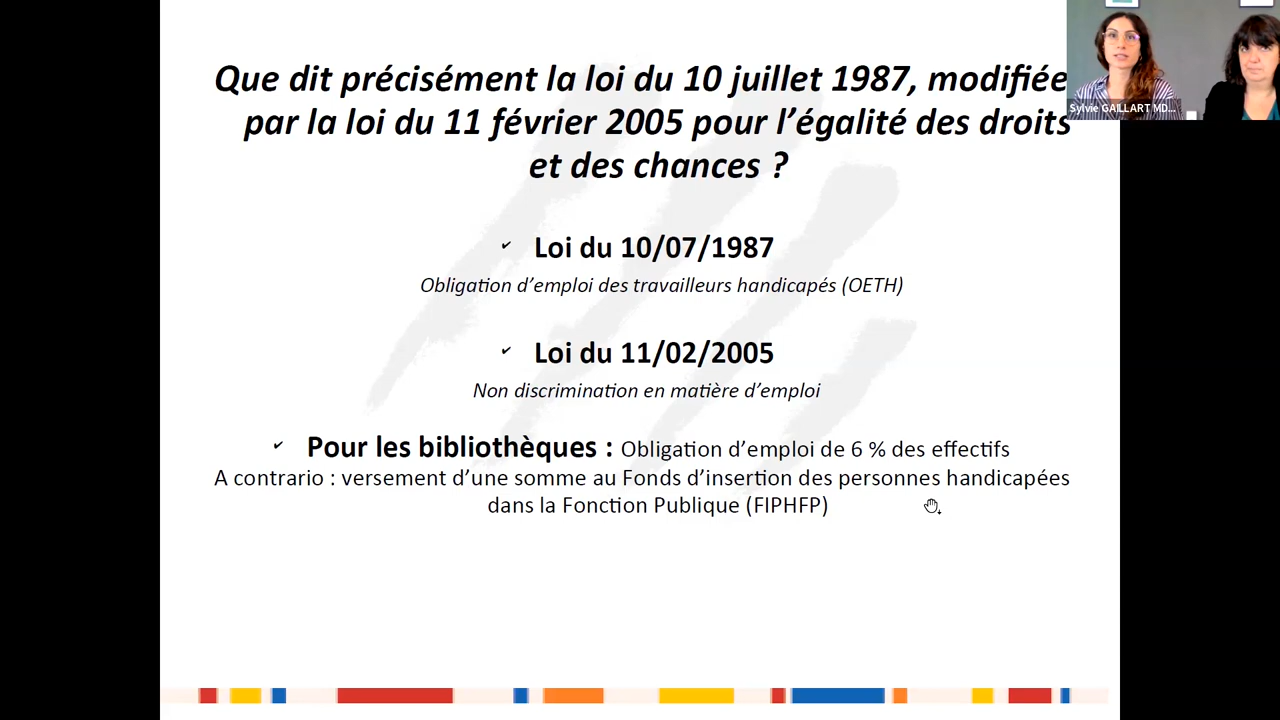 Que dit précisément la loi du 10 juillet 1987, modifiée
par la loi du 11 février 2005 pour l'égalité des droits
et des chances ?
Sylvie GAILLART MD...
✔ Loi du 10/07/1987
Obligation d'emploi des travailleurs handicapés (OETH)
✔ Loi du 11/02/2005
Non discrimination en matière d'emploi
✔ Pour les bibliothèques : Obligation d'emploi de 6 % des effectifs
A contrario : versement d'une somme au Fonds d'insertion des personnes handicapées
dans la Fonction Publique (FIPHFP)